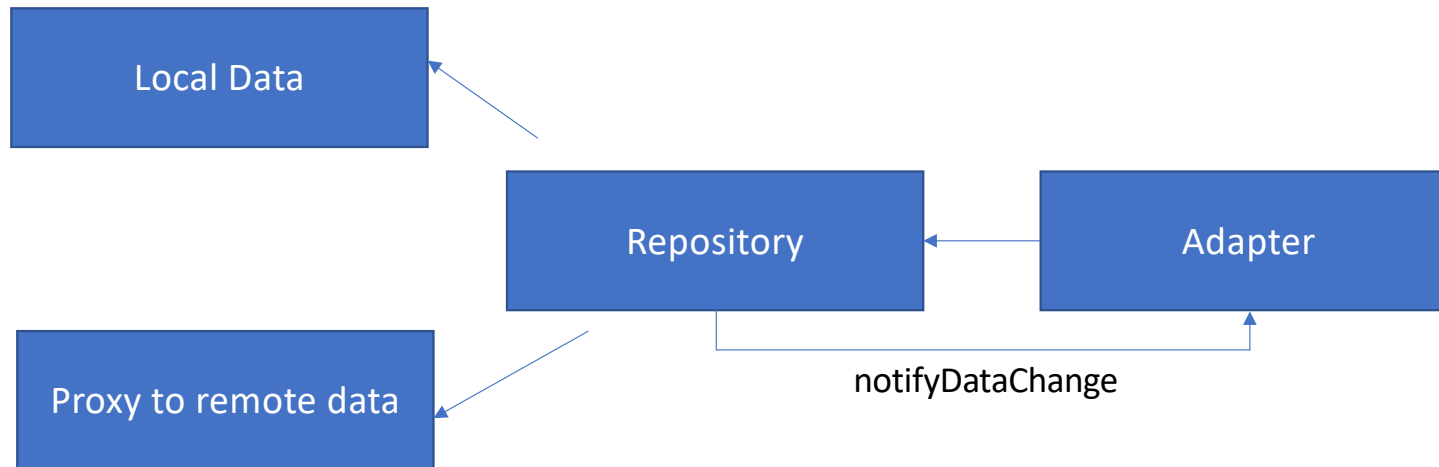 Local Data
Repository
Adapter
Proxy to remote data
notifyDataChange